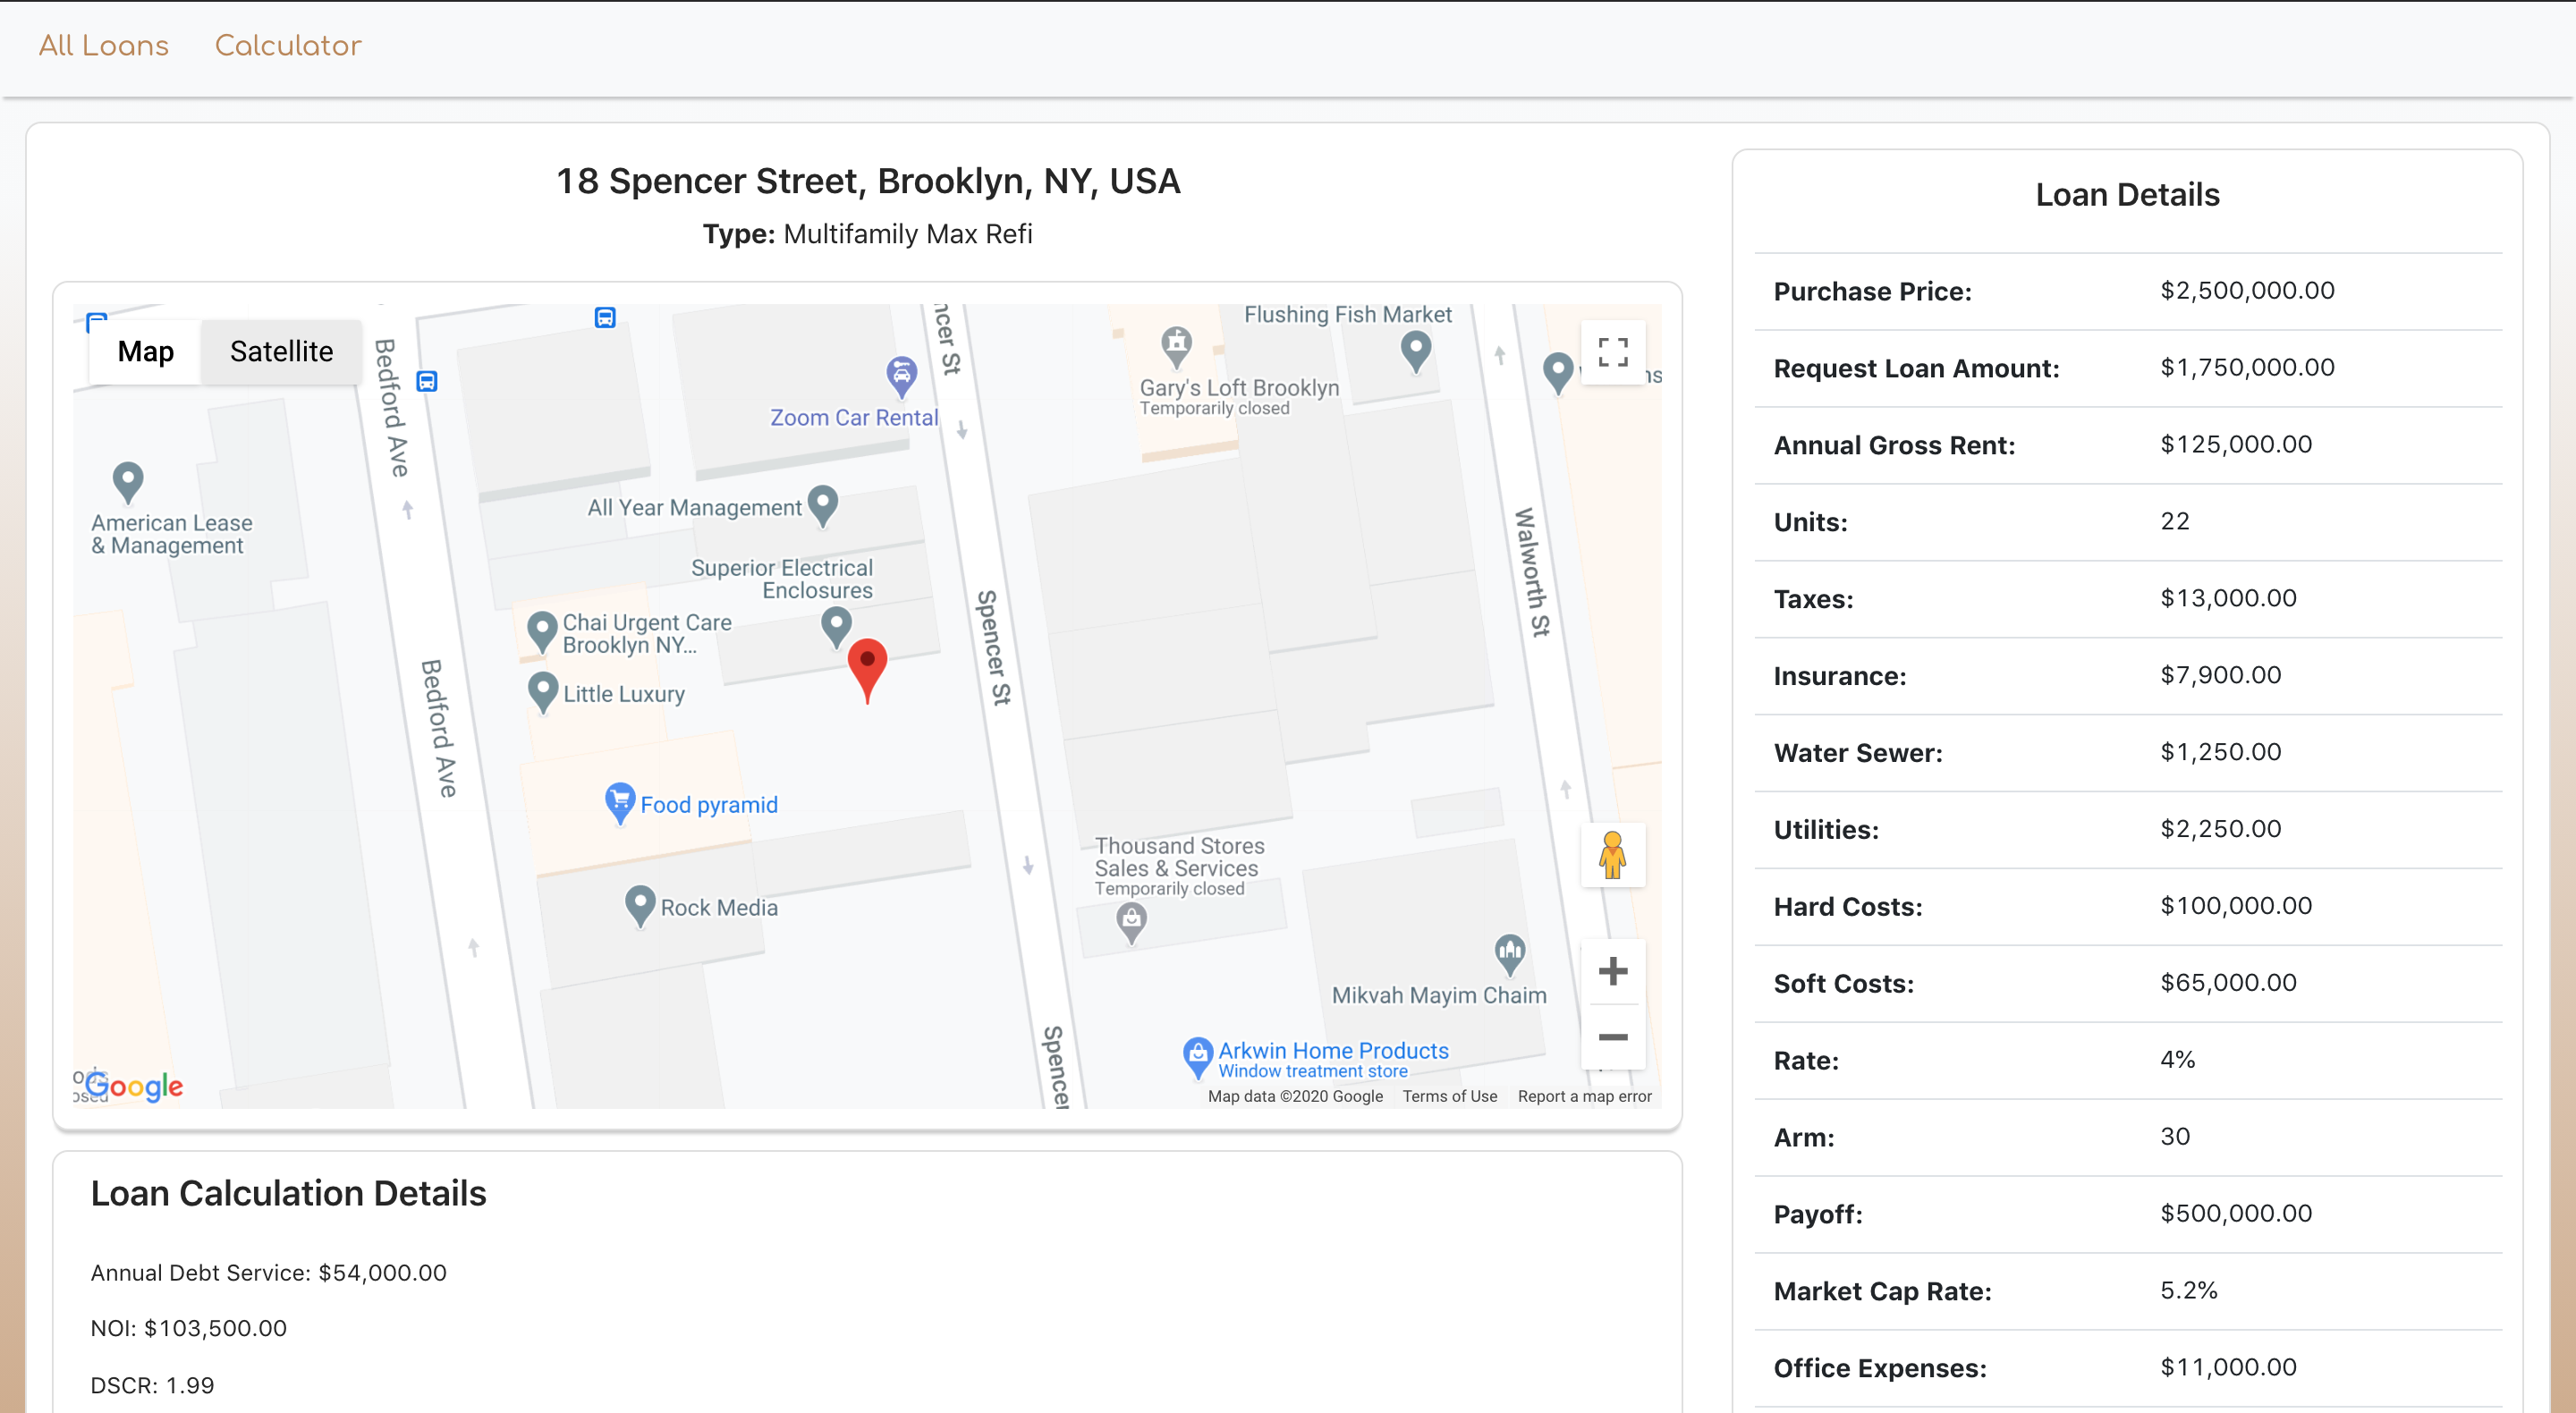 All Loans
Calculator
18 Spencer Street, Brooklyn, NY, USA
Type: Multifamily Max Refi
Map
Satellite
Bedford Ave
Zoom Car Rental
Gary's Loft Brooklyn
Temporarily closed
Flushing Fish Market
American Lease
& Management
All Year Management
Superior Electrical
Enclosures
Chai Urgent Care
Brooklyn NY...
Little Luxury
Spencer St
Walworth St
Bedford Ave
Food pyramid
Rock Media
Thousand Stores
Sales & Services
Temporarily closed
Mikvah Mayim Chaim
Spencer
Arkwin Home Products
Window treatment store
Google
Map data ©2020 Google
Terms of Use
Report a map error
Loan Calculation Details
Annual Debt Service: $54,000.00
NOI: $103,500.00
DSCR: 1.99
Loan Details
Purchase Price: $2,500,000.00
Request Loan Amount: $1,750,000.00
Annual Gross Rent: $125,000.00
Units: 22
Taxes: $13,000.00
Insurance: $7,900.00
Water Sewer: $1,250.00
Utilities: $2,250.00
Hard Costs: $100,000.00
Soft Costs: $65,000.00
Rate: 4%
Arm: 30
Payoff: $500,000.00
Market Cap Rate: 5.2%
Office Expenses: $11,000.00